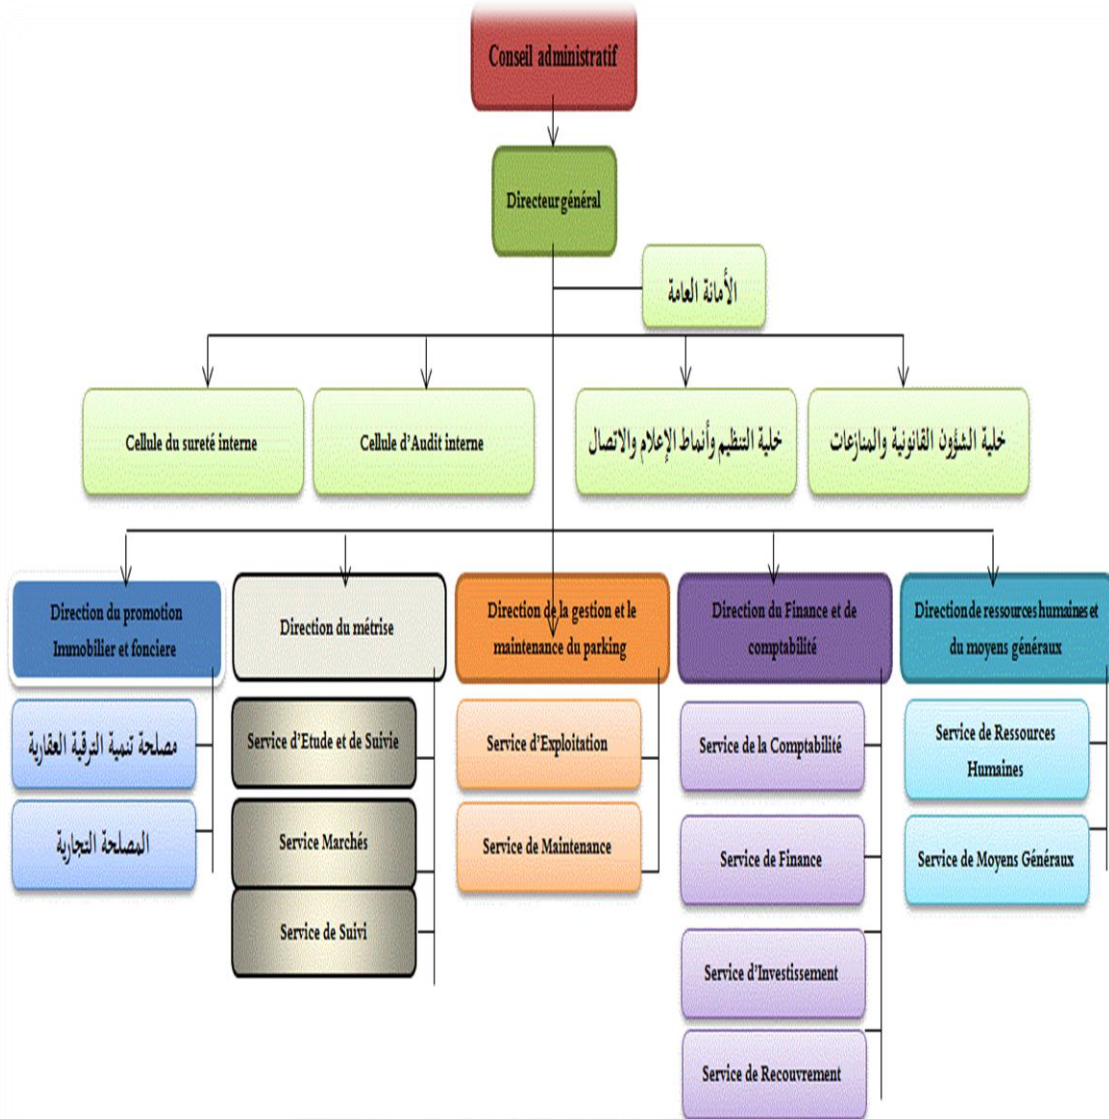 Conseil administratif
Directeur général
الأمانة العامة
Cellule du sureté interne
Cellule d'Audit interne
خلية التنظيم وأنماط الإعلام والاتصال
خلية الشؤون القانونية والمنازعات
Direction du promotion
Immobilier et fonciere
Direction du métrise
Direction de la gestion et le
maintenance du parking
Direction du Finance et de
comptabilité
Direction de ressources humaines et
du moyens généraux
مصلحة تنمية الترقية العقارية
المصلحة التجارية
Service d'Etude et de Suivie
Service Marchés
Service de Suivi
Service d'Exploitation
Service de Maintenance
Service de la Comptabilité
Service de Finance
Service d'Investissement
Service de Recouvrement
Service de Ressources
Humaines
Service de Moyens Généraux